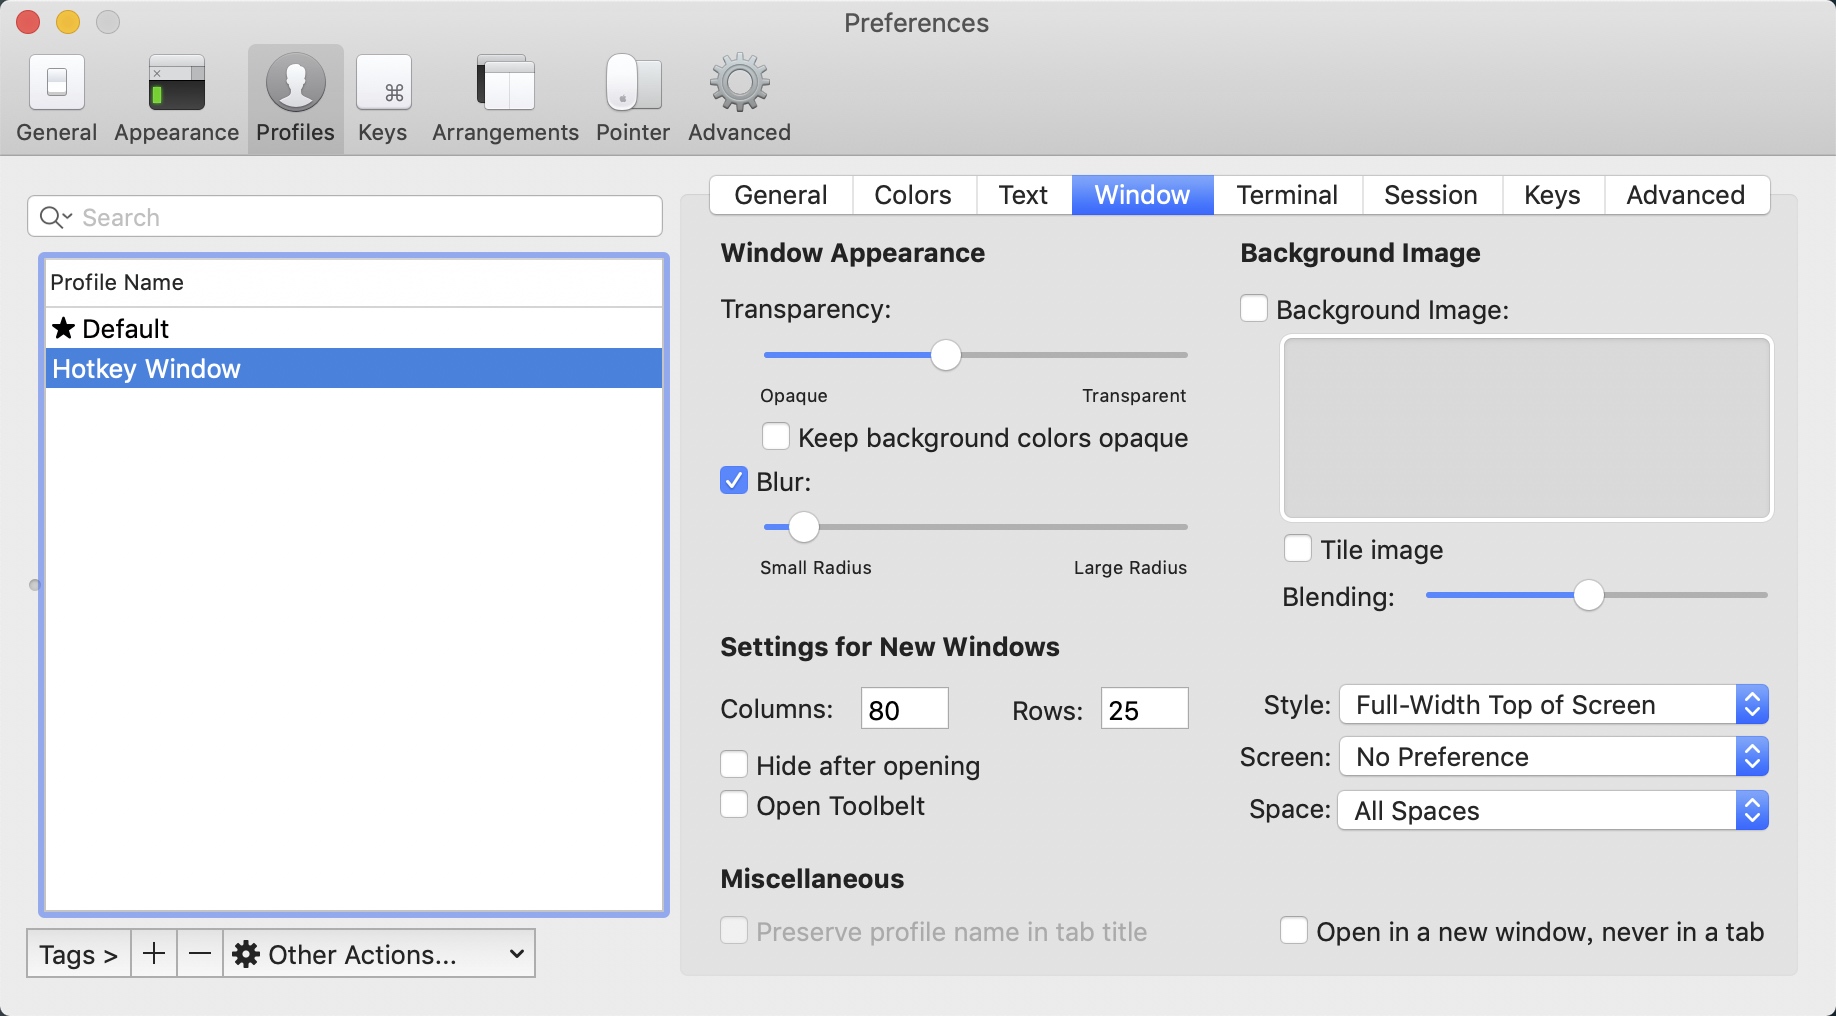 Preferences
General Appearance Profiles Keys Arrangements Pointer Advanced
Search
Profile Name
★ Default
Hotkey Window
Tags > + — Other Actions...
General Colors Text Window Terminal Session Keys Advanced
Window Appearance
Transparency:
Opaque Transparent
Keep background colors opaque
Blur:
Small Radius Large Radius
Background Image
Background Image:
Tile image
Blending:
Settings for New Windows
Columns: 80 Rows: 25
Hide after opening
Open Toolbelt
Style: Full-Width Top of Screen
Screen: No Preference
Space: All Spaces
Miscellaneous
Preserve profile name in tab title
Open in a new window, never in a tab